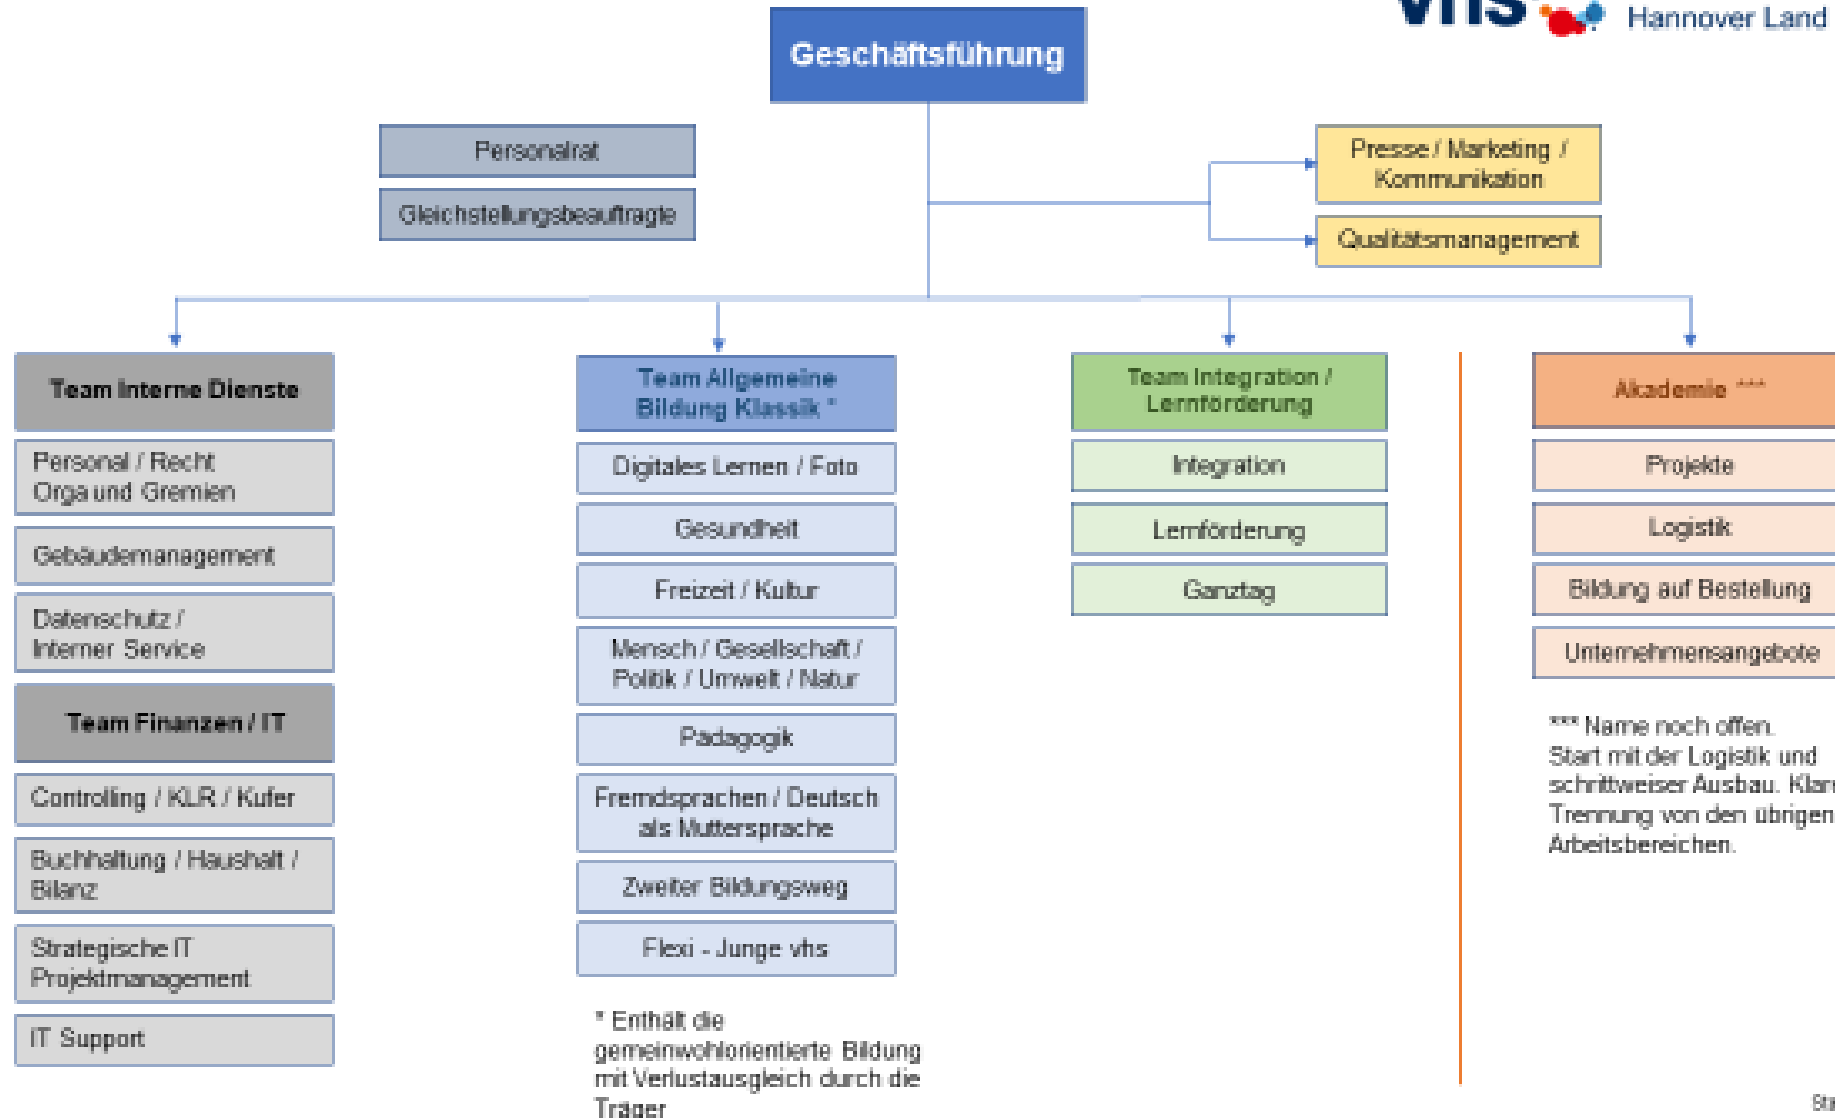 vhs
Hannover Land
Geschäftsführung
Personalrat
Gleichstellungsbeauftragte
Presse / Marketing /
Kommunikation
Qualitätsmanagement
Team Interne Dienste
Personal / Recht
Orga und Gremien
Gebäudemanagement
Datenschutz /
Interner Service
Team Finanzen / IT
Controlling / KLR / Kufer
Buchhaltung / Haushalt /
Bilanz
Strategische IT
Projektmanagement
IT Support
Team Allgemeine
Bildung Klassik *
Digitales Lernen / Foto
Gesundheit
Freizeit / Kultur
Mensch / Gesellschaft /
Politik / Umwelt / Natur
Pädagogik
Fremdsprachen / Deutsch
als Muttersprache
Zweiter Bildungsweg
Flexi - Junge vhs
* Enthält die
gemeinwohlorientierte Bildung
mit Verlustausgleich durch die
Träger
Team Integration /
Lernförderung
Integration
Lernförderung
Ganztag
Akademie ***
Projekte
Logistik
Bildung auf Bestellung
Unternehmensangebote
*** Name noch offen.
Start mit der Logistik und
schrittweiser Ausbau. Klare
Trennung von den übrigen
Arbeitsbereichen.